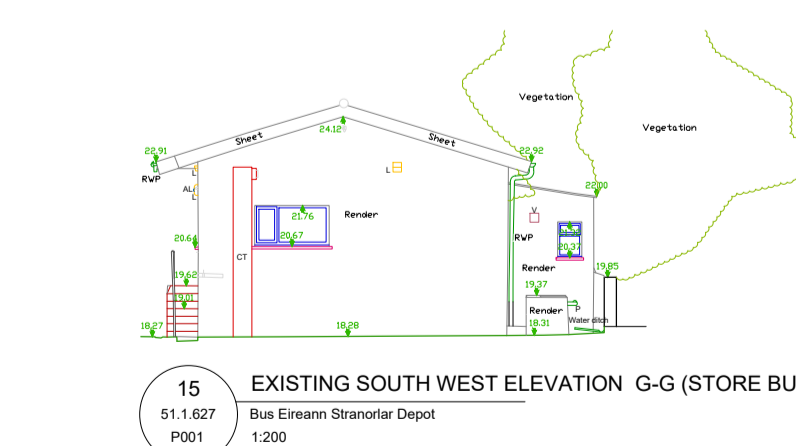 Vegetation
Vegetation
Sheet
Sheet
24.12
22.91
22.92
RWP
L
AL
L
L
22.00
21.76
Render
V
20.64
20.67
RWP
20.37
CT
Render
19.62
19.85
19.37
19.01
P
Render
Water ditch
18.27
18.28
18.31
15
EXISTING SOUTH WEST ELEVATION G-G (STORE BU
51.1.627
Bus Eireann Stranorlar Depot
P001
1:200